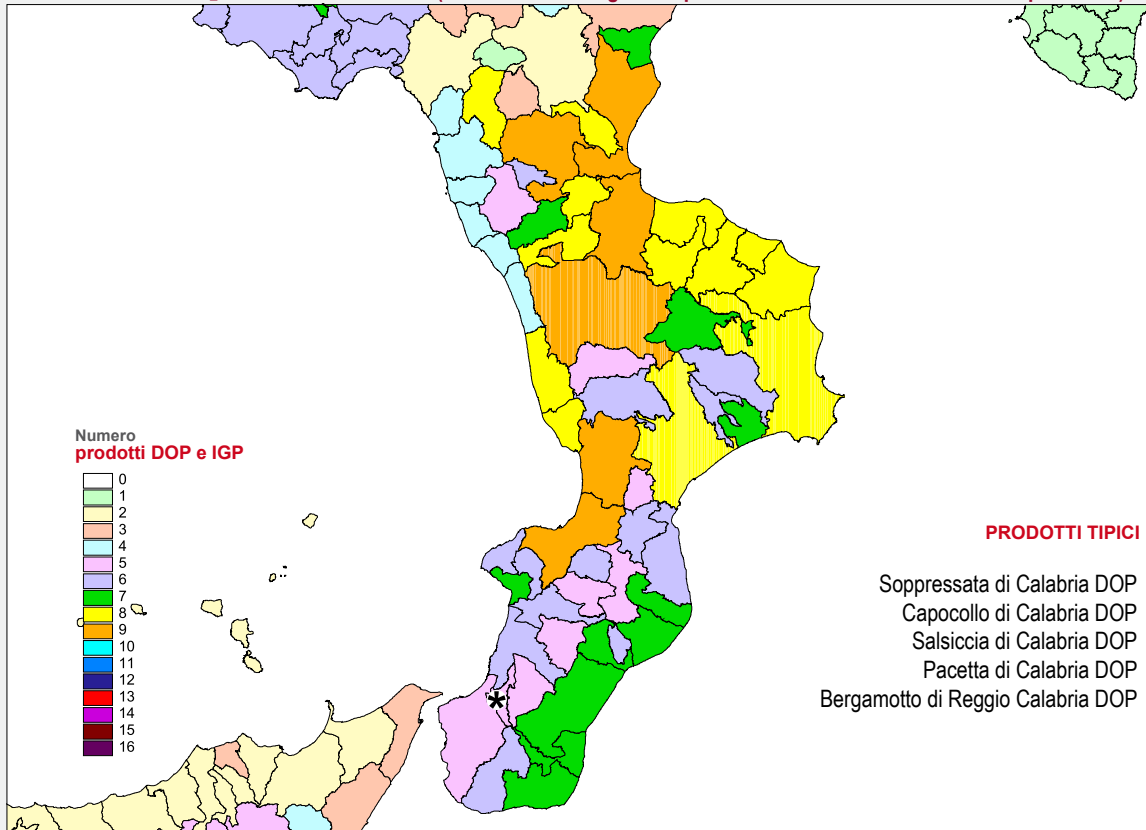 Numero
prodotti DOP e IGP
0
1
2
3
4
5
6
7
8
9
10
11
12
13
14
15
16
*
PRODOTTI TIPICI
Soppressata di Calabria DOP
Capocollo di Calabria DOP
Salsiccia di Calabria DOP
Pacetta di Calabria DOP
Bergamotto di Reggio Calabria DOP